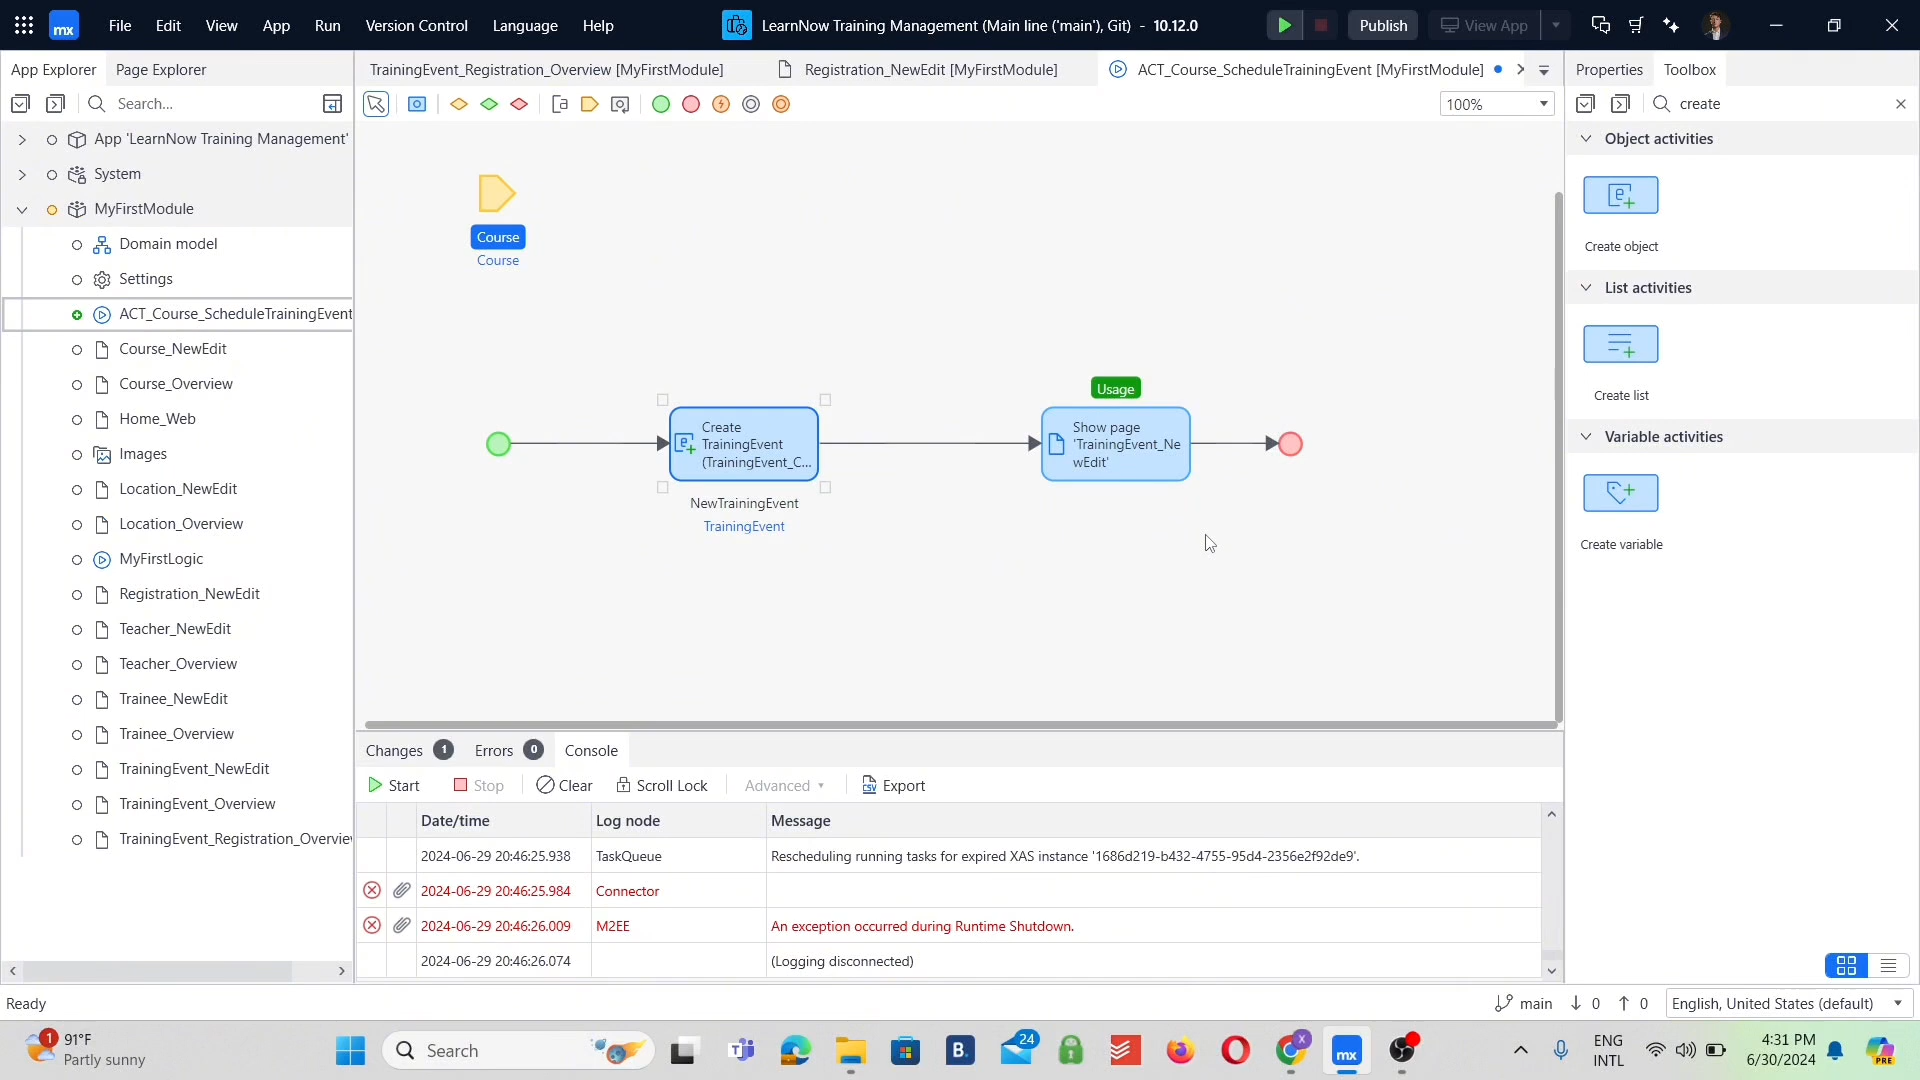 mx File Edit View App Run Version Control Language Help LearnNow Training Management (Main line ('main'), Git) - 10.12.0 Publish View App
App Explorer Page Explorer TrainingEvent_Registration_Overview [MyFirstModule] Registration_NewEdit [MyFirstModule] ACT_Course_ScheduleTrainingEvent [MyFirstModule] Properties Toolbox
Search... 100% create
App 'LearnNow Training Management'
System
MyFirstModule
Domain model
Settings
ACT_Course_ScheduleTrainingEvent
Course_NewEdit
Course_Overview
Home_Web
Images
Location_NewEdit
Location_Overview
MyFirstLogic
Registration_NewEdit
Teacher_NewEdit
Teacher_Overview
Trainee_NewEdit
Trainee_Overview
TrainingEvent_NewEdit
TrainingEvent_Overview
TrainingEvent_Registration_Overvie
Course
Course
Create
TrainingEvent
(TrainingEvent_C...
NewTrainingEvent
TrainingEvent
Usage
Show page
'TrainingEvent_Ne
wEdit'
Object activities
Create object
List activities
Create list
Variable activities
Create variable
Changes 1 Errors 0 Console
Start Stop Clear Scroll Lock Advanced Export
Date/time Log node Message
2024-06-29 20:46:25.938 TaskQueue Rescheduling running tasks for expired XAS instance '1686d219-b432-4755-95d4-2356e2f92de9'.
2024-06-29 20:46:25.984 Connector
2024-06-29 20:46:26.009 M2EE An exception occurred during Runtime Shutdown.
2024-06-29 20:46:26.074 (Logging disconnected)
Ready main 0 0 English, United States (default)
1 91°F
Partly sunny
Search
B.
24
X
mx
ENG
INTL
4:31 PM
6/30/2024
PRE